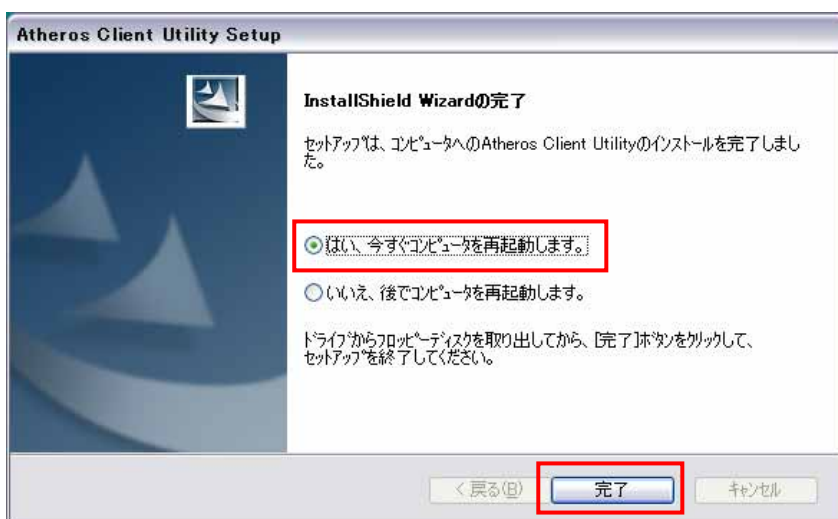 Atheros Client Utility Setup
InstallShield Wizardの完了
セットアップは、コンピュータへのAtheros Client Utilityのインストールを完了しまし
た。
はい、今すぐコンピュータを再起動します。
いいえ、後でコンピュータを再起動します。
ドライブからフロッピーディスクを取り出してから、[完了]ボタンをクリックして、
セットアップを終了してください。
< 戻る(B) 完了 キャンセル